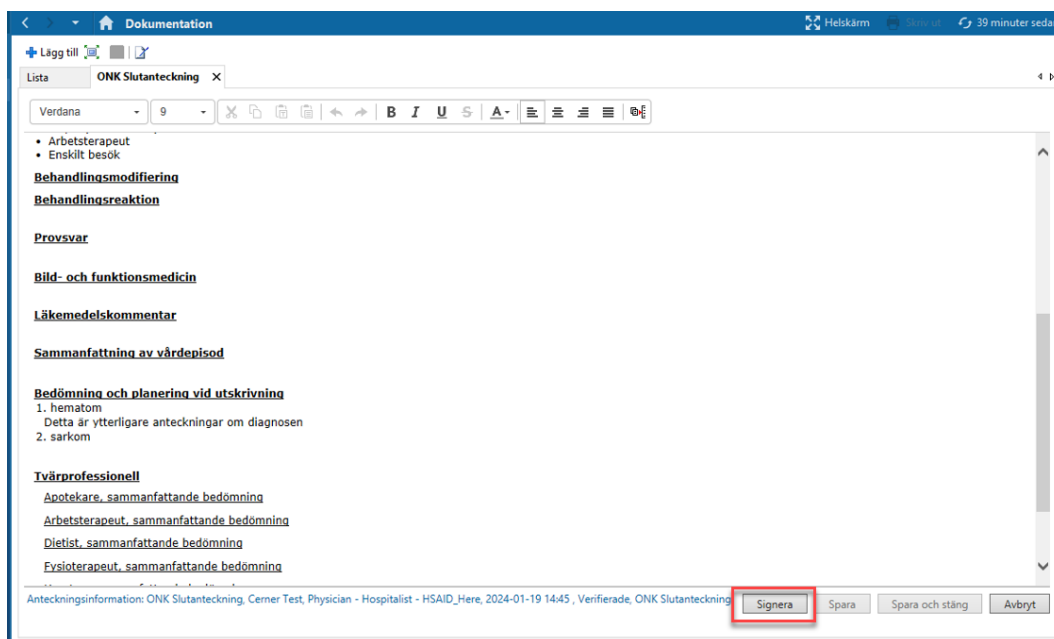 Dokumentation
Helskärm Skriv ut 39 minuter seda
Lägg till
Lista ONK Slutanteckning X
Verdana 9 B I U S A
• Arbetsterapeut
• Enskilt besök
Behandlingsmodifiering
Behandlingsreaktion
Provsvar
Bild- och funktionsmedicin
Läkemedelskommentar
Sammanfattning av vårdepisod
Bedömning och planering vid utskrivning
1. hematom
Detta är ytterligare anteckningar om diagnosen
2. sarkom
Tvärprofessionell
Apotekare, sammanfattande bedömning
Arbetsterapeut, sammanfattande bedömning
Dietist, sammanfattande bedömning
Fysioterapeut, sammanfattande bedömning
Anteckningsinformation: ONK Slutanteckning, Cerner Test, Physician - Hospitalist - HSAID_Here, 2024-01-19 14:45 , Verifierade, ONK Slutanteckning
Signera Spara Spara och stäng Avbryt